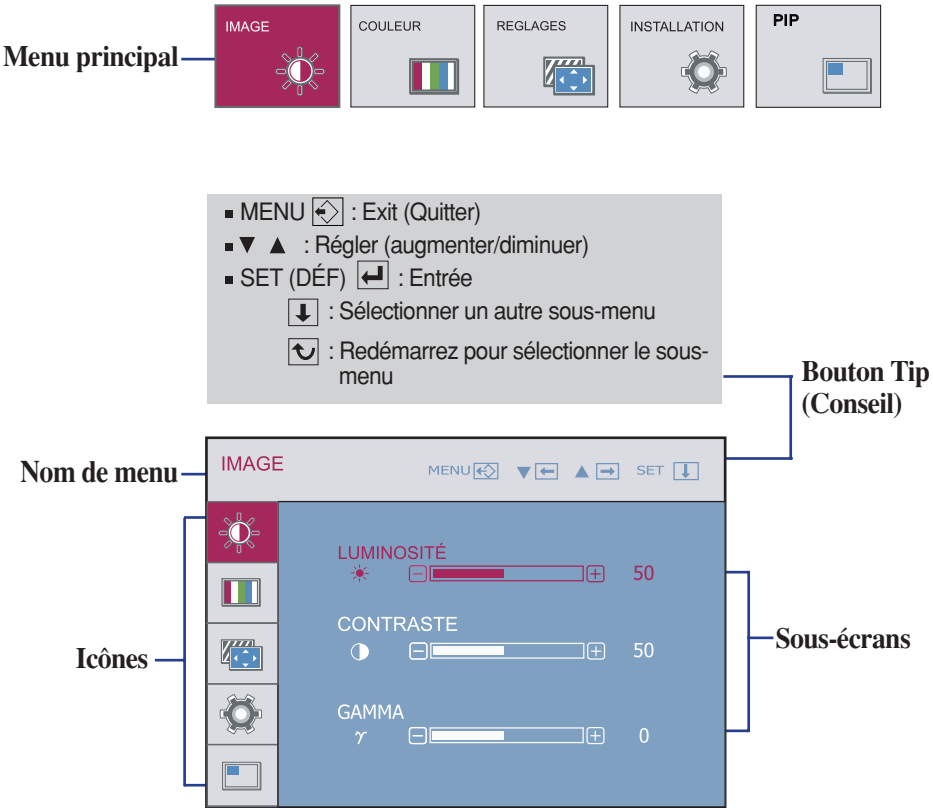 IMAGE
COULEUR
REGLAGES
INSTALLATION
PIP
Menu principal
MENU : Exit (Quitter)
▼ ▲ : Régler (augmenter/diminuer)
SET (DÉF) : Entrée
: Sélectionner un autre sous-menu
: Redémarrez pour sélectionner le sous-
menu
Bouton Tip
(Conseil)
Nom de menu
IMAGE
MENU ▼ ▲ SET
LUMINOSITÉ
50
CONTRASTE
50
GAMMA
γ 0
Icônes
Sous-écrans